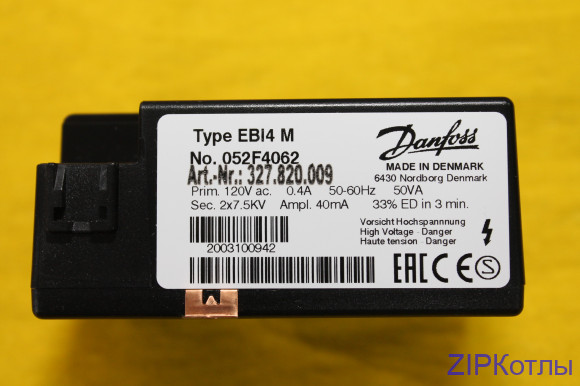 Type EBI4 M
No. 052F4062
Art.-Nr.: 327.820.009
Danfoss
MADE IN DENMARK
6430 Nordborg Denmark
Prim. 120V ac. 0.4A 50-60Hz 50VA
Sec. 2x7.5KV Ampl. 40mA 33% ED in 3 min.
Vorsicht Hochspannnung
High Voltage - Danger
Haute tension - Danger
2003100942
EAC CE S
ZIPКотлы